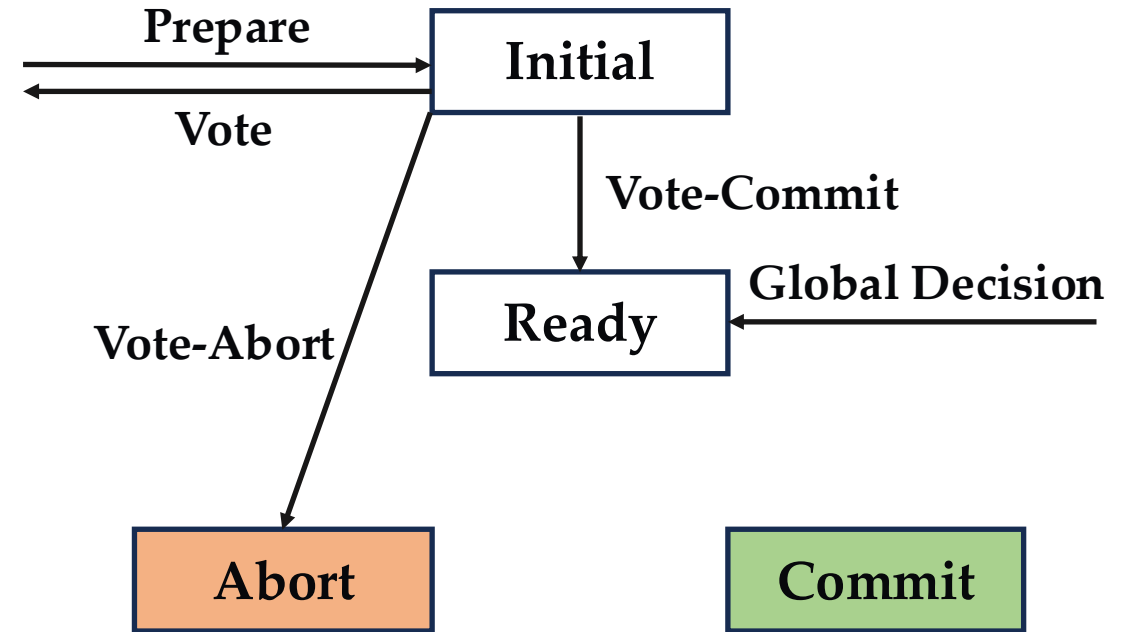 Prepare
Initial
Vote
Vote-Commit
Global Decision
Ready
Vote-Abort
Abort
Commit